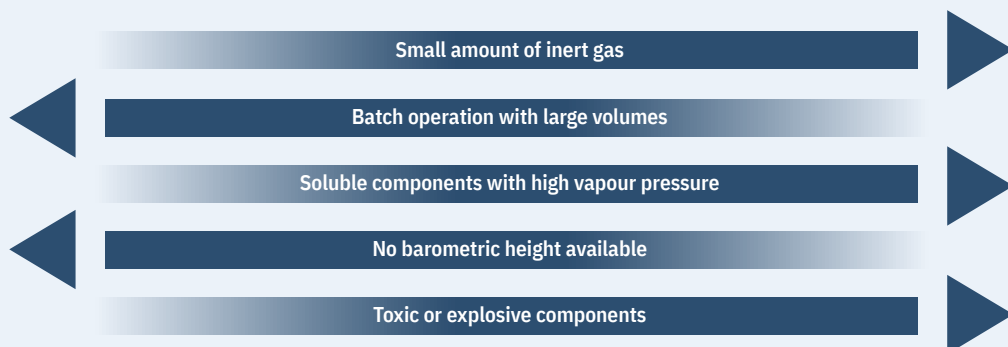 Small amount of inert gas
Batch operation with large volumes
Soluble components with high vapour pressure
No barometric height available
Toxic or explosive components